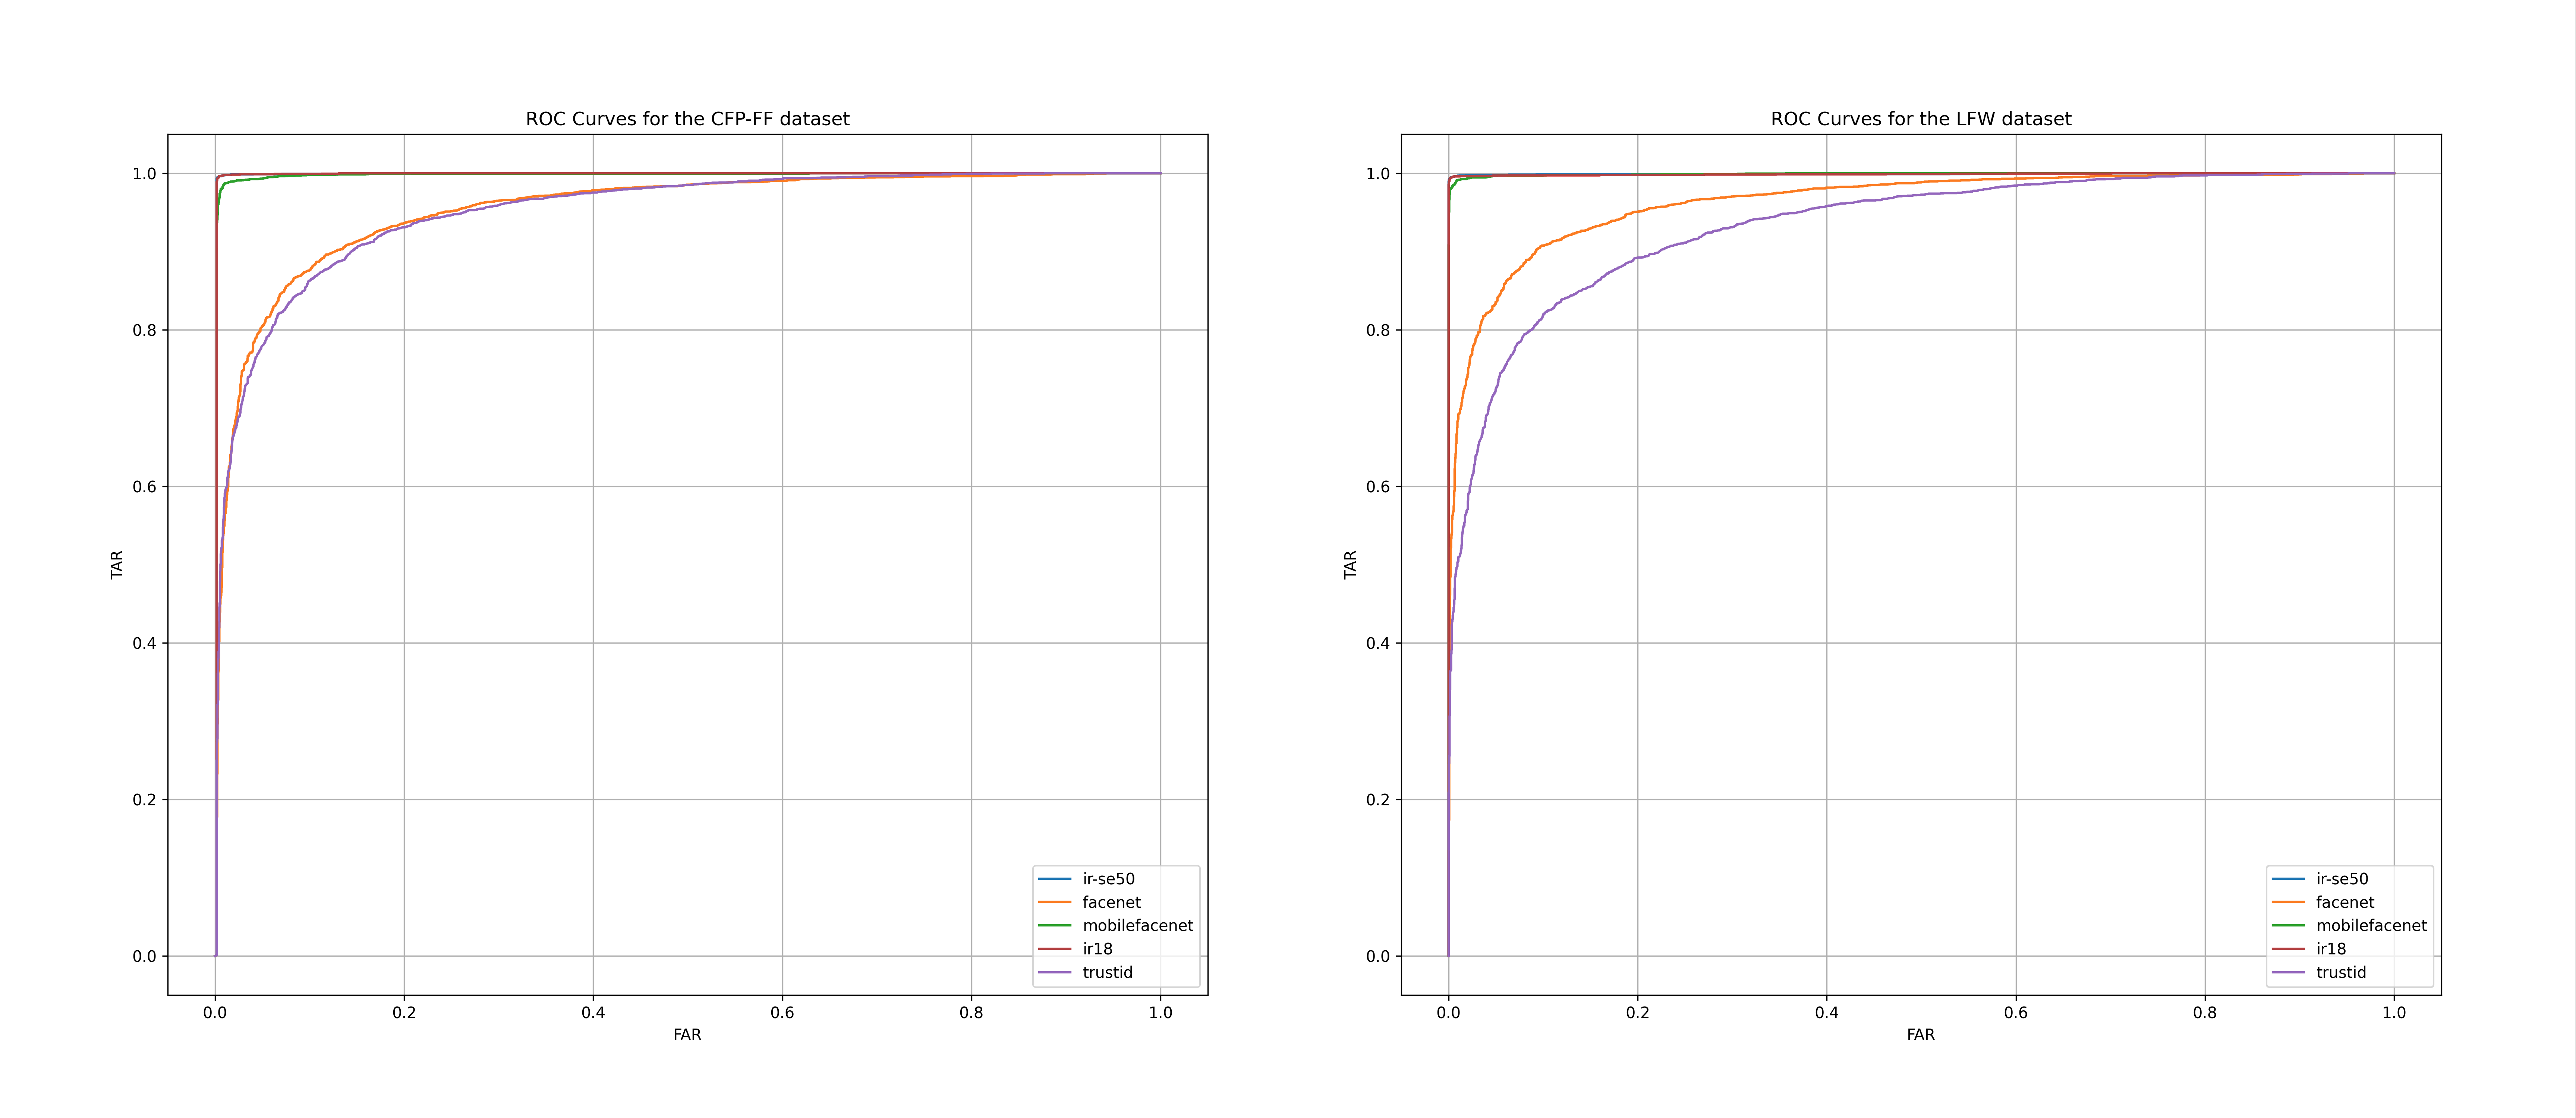 ROC Curves for the CFP-FF dataset
1.0
0.8
0.6
0.4
0.2
0.0
TAR
0.0 0.2 0.4 0.6 0.8 1.0
FAR
ir-se50
facenet
mobilefacenet
ir18
trustid
ROC Curves for the LFW dataset
1.0
0.8
0.6
0.4
0.2
0.0
TAR
0.0 0.2 0.4 0.6 0.8 1.0
FAR
ir-se50
facenet
mobilefacenet
ir18
trustid